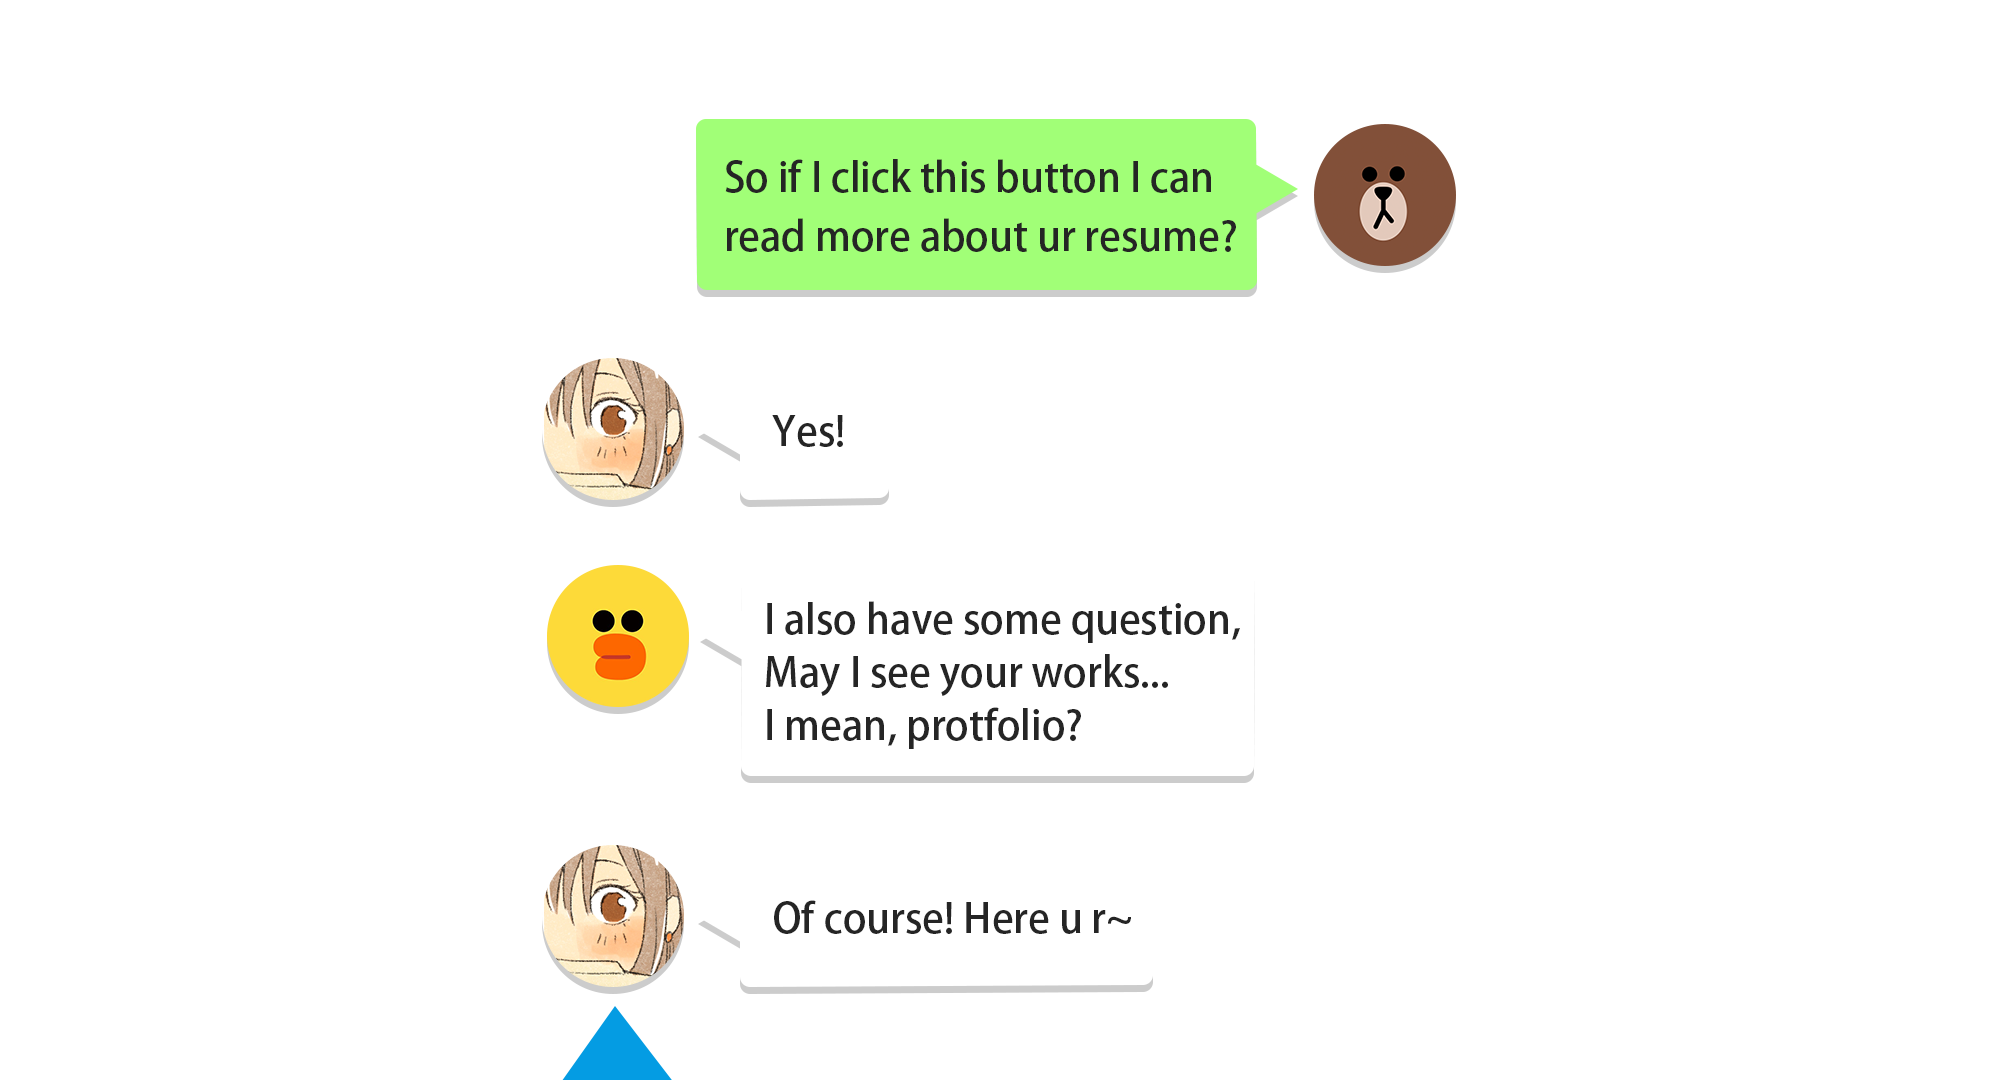 So if I click this button I can
read more about ur resume?
Yes!
I also have some question,
May I see your works...
I mean, protfolio?
Of course! Here u r~